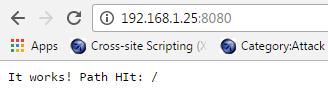 192.168.1.25:8080
Apps Cross-site Scripting (X Category:Attack
It works! Path HIt: /